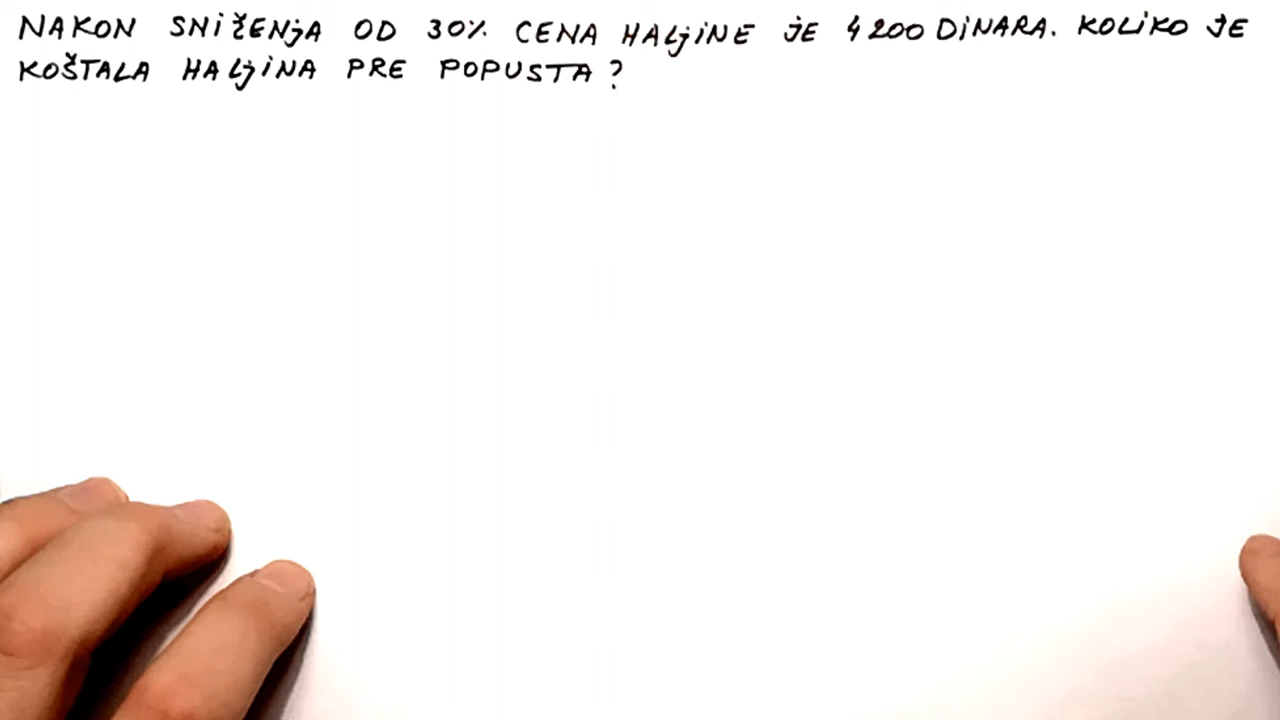 NAKON SNIŽENjA OD 30% CENA HALjINE JE 4200 DINARA. KOLIKO JE
KOŠTALA HALjINA PRE POPUSTA?